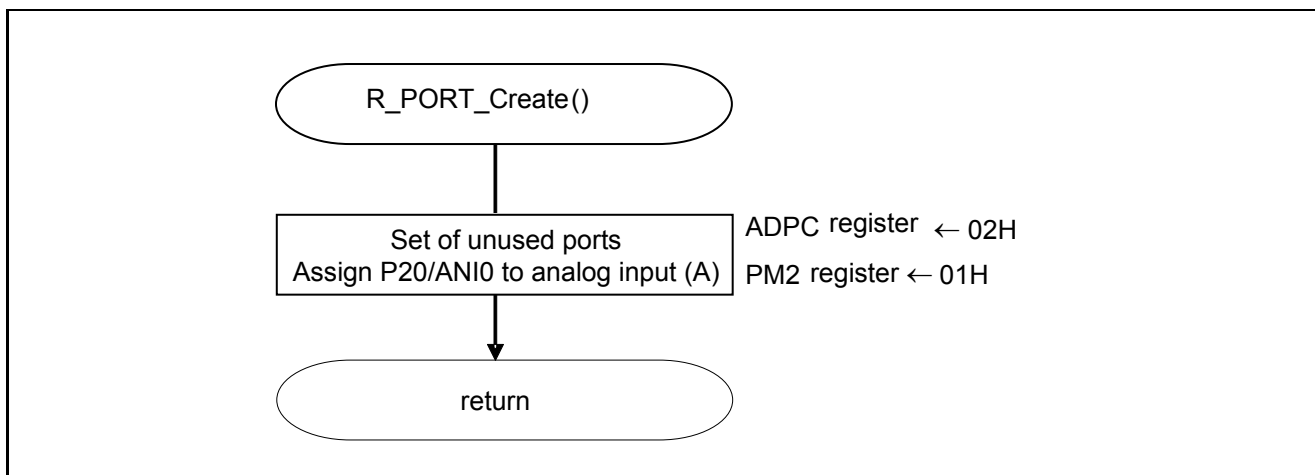 R_PORT_Create()
Set of unused ports
Assign P20/ANI0 to analog input (A)
ADPC register ← 02H
PM2 register ← 01H
return